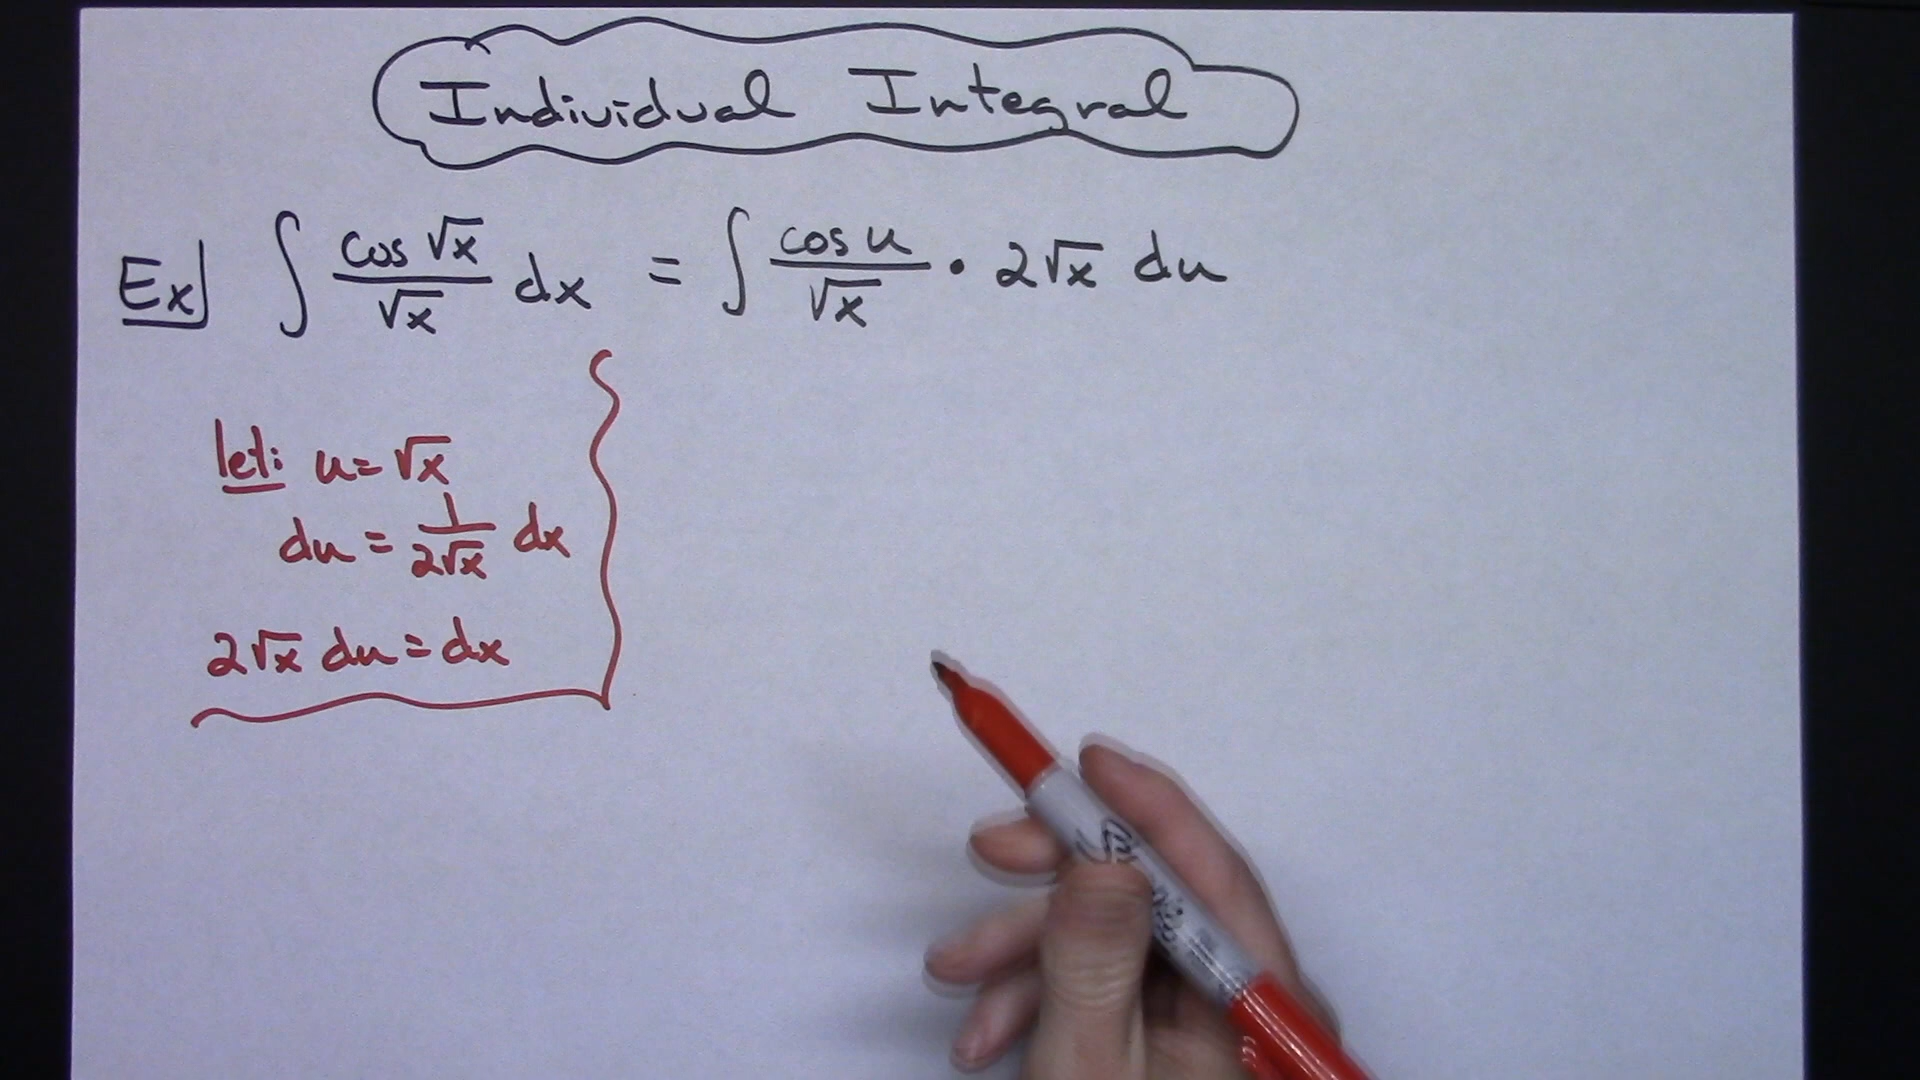 Individual Integral
Ex ∫ cos √x / √x dx = ∫ cos u / √x • 2√x du
let: u = √x
du = 1 / 2√x dx
2√x du = dx